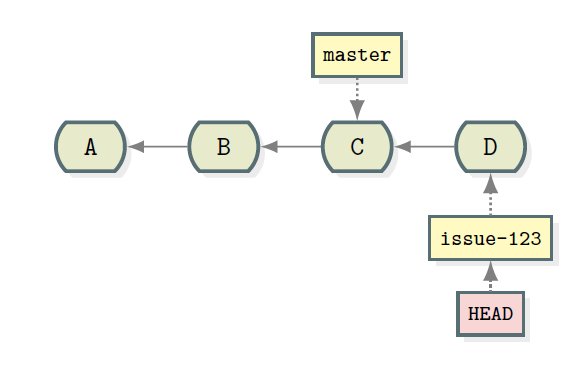 master
A B C D
issue-123
HEAD